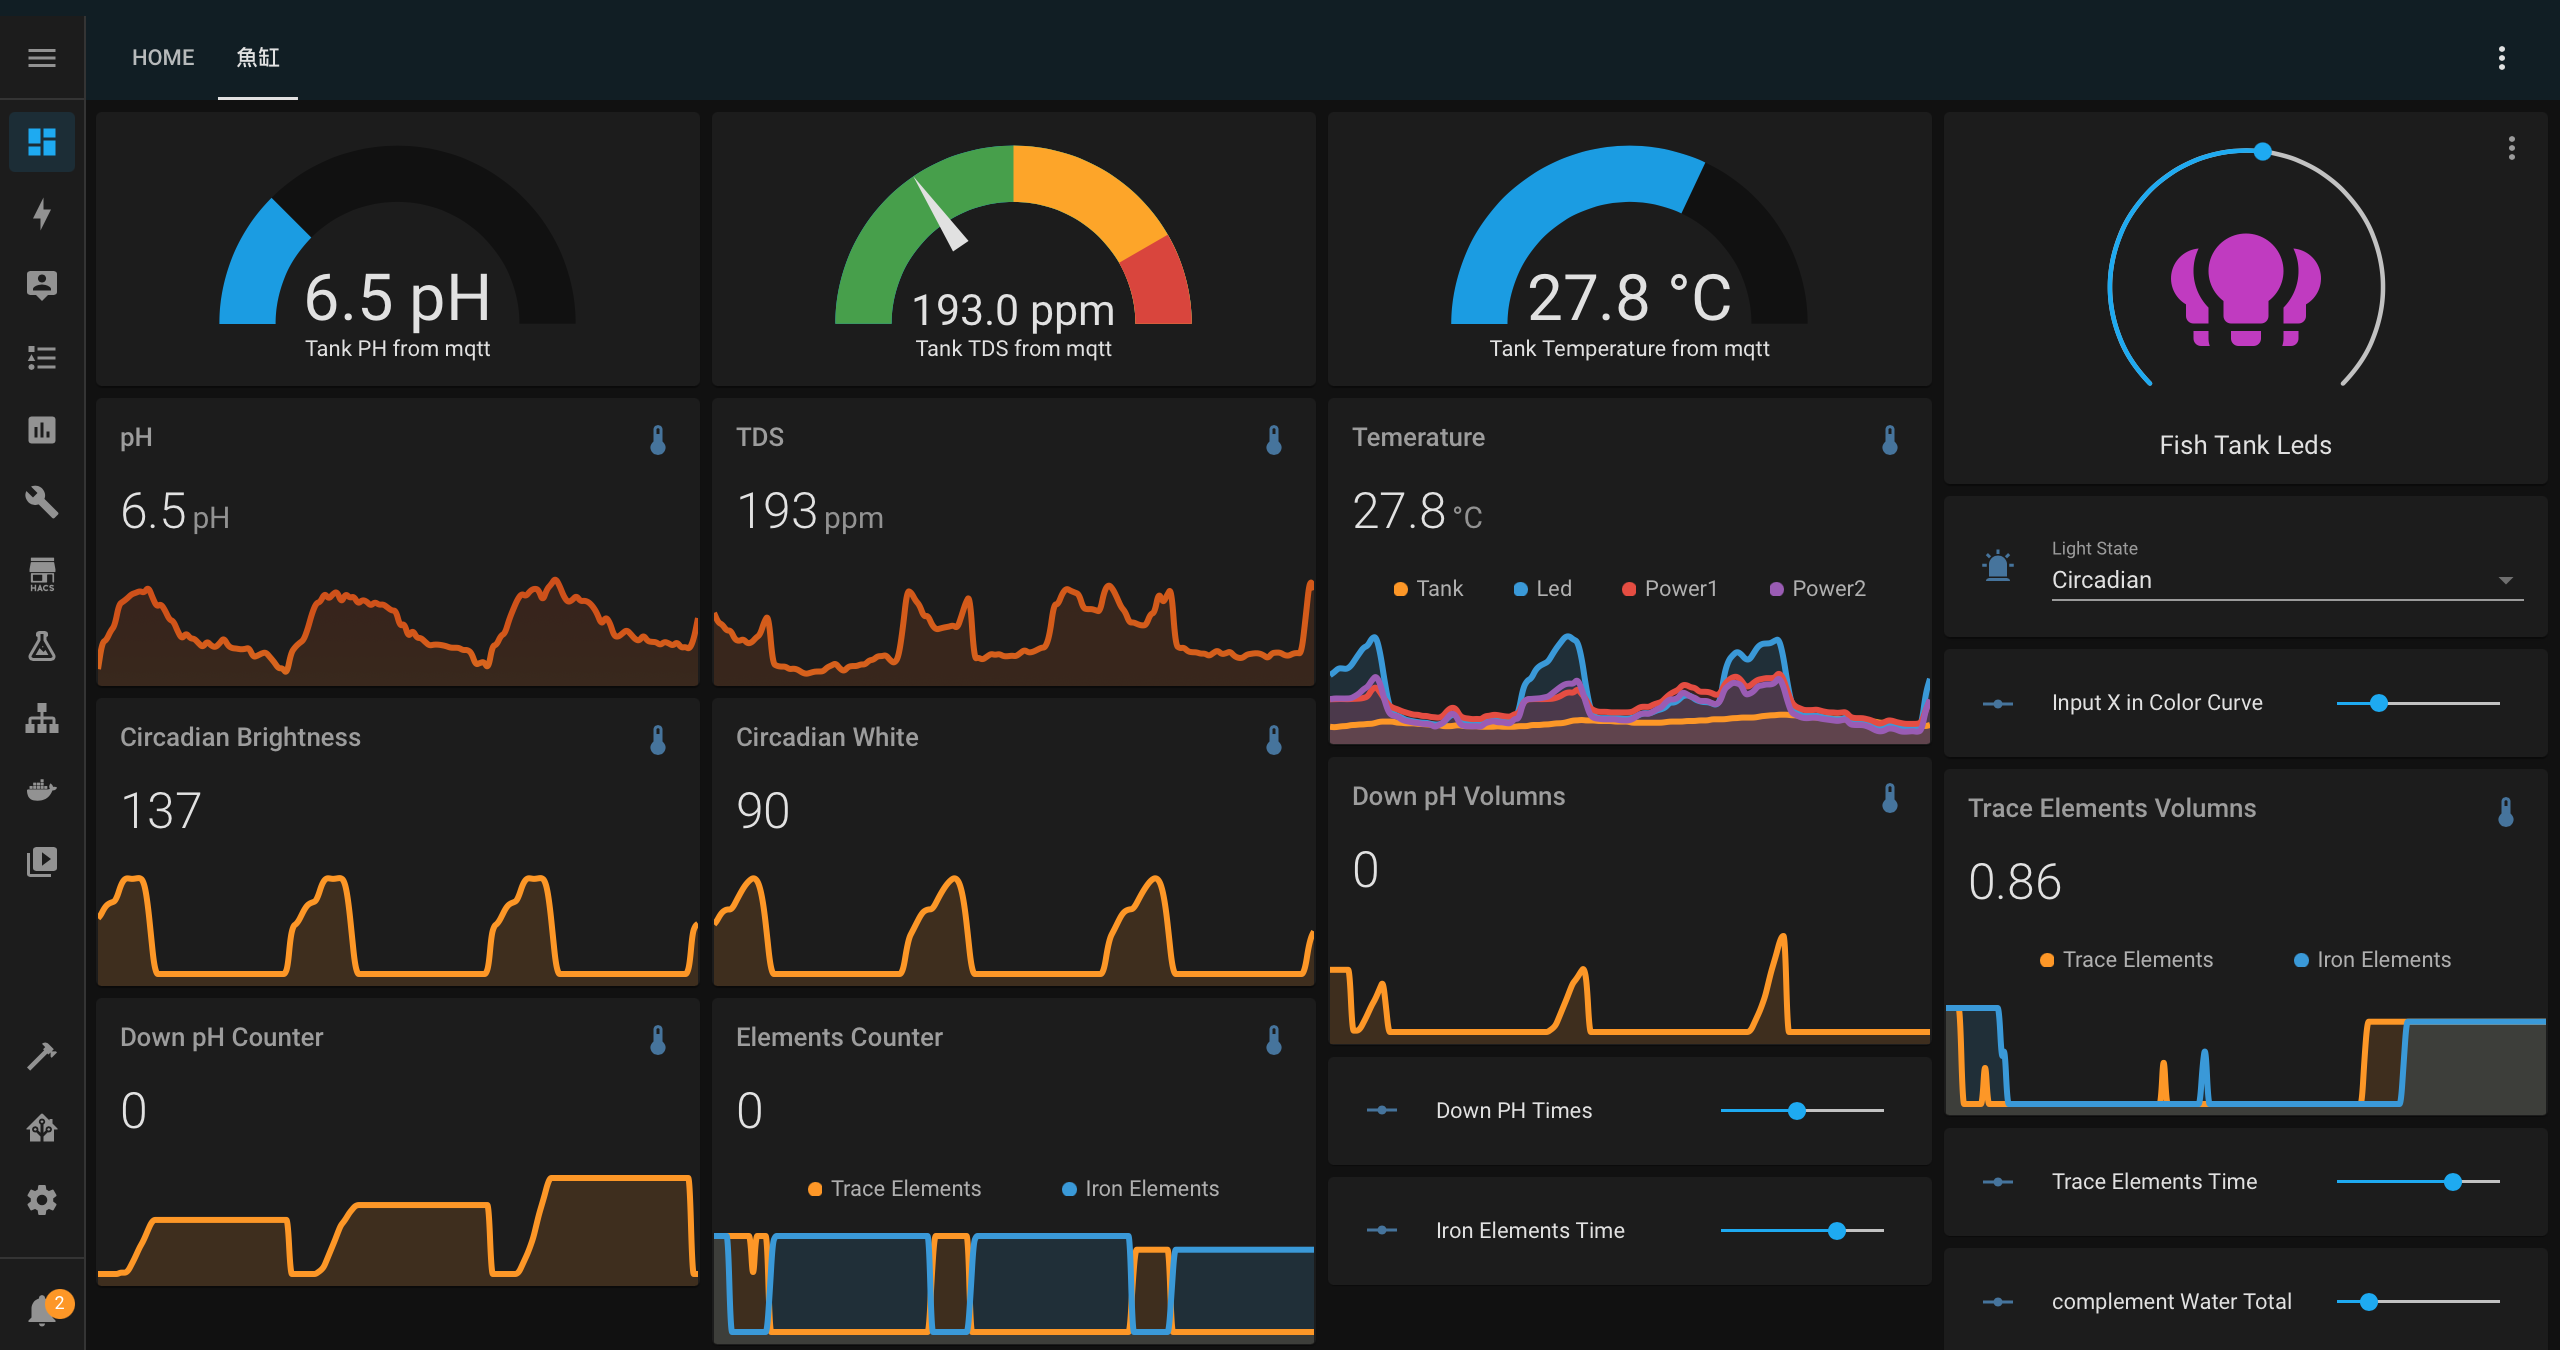 HOME
魚缸
HACS
2
6.5 pH
Tank PH from mqtt
193.0 ppm
Tank TDS from mqtt
27.8 °C
Tank Temperature from mqtt
Fish Tank Leds
pH
6.5 pH
TDS
193 ppm
Temerature
27.8 °C
Tank
Led
Power1
Power2
Light State
Circadian
Input X in Color Curve
Circadian Brightness
137
Circadian White
90
Down pH Volumns
0
Trace Elements Volumns
0.86
Trace Elements
Iron Elements
Down pH Counter
0
Elements Counter
0
Trace Elements
Iron Elements
Down PH Times
Iron Elements Time
Trace Elements Time
complement Water Total